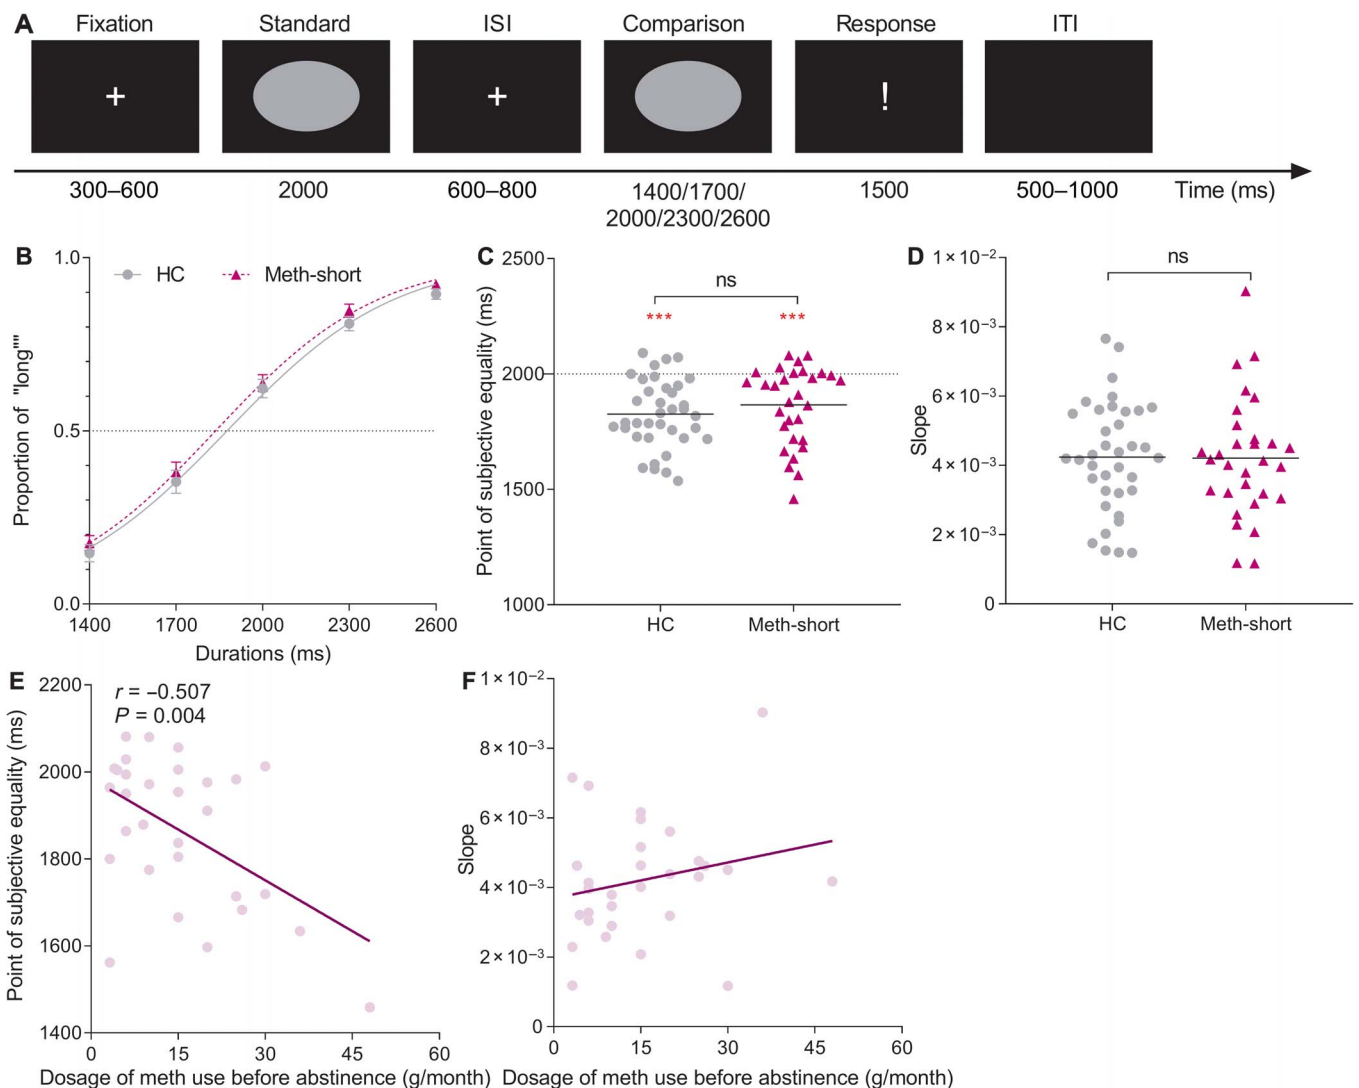 A Fixation Standard ISI Comparison Response ITI
+ + !
300–600 2000 600–800 1400/1700/ 1500 500–1000 Time (ms)
2000/2300/2600
B
HC Meth-short
1.0
0.5
0.0
Proportion of "long""
1400 1700 2000 2300 2600
Durations (ms)
C
2500
2000
1500
1000
Point of subjective equality (ms)
ns
*** ***
HC Meth-short
D
1 × 10⁻²
8 × 10⁻³
6 × 10⁻³
4 × 10⁻³
2 × 10⁻³
0
Slope
ns
HC Meth-short
E
2200
2000
1800
1600
1400
Point of subjective equality (ms)
r = −0.507
P = 0.004
0 15 30 45 60
Dosage of meth use before abstinence (g/month)
F
1 × 10⁻²
8 × 10⁻³
6 × 10⁻³
4 × 10⁻³
2 × 10⁻³
0
Slope
0 15 30 45 60
Dosage of meth use before abstinence (g/month)